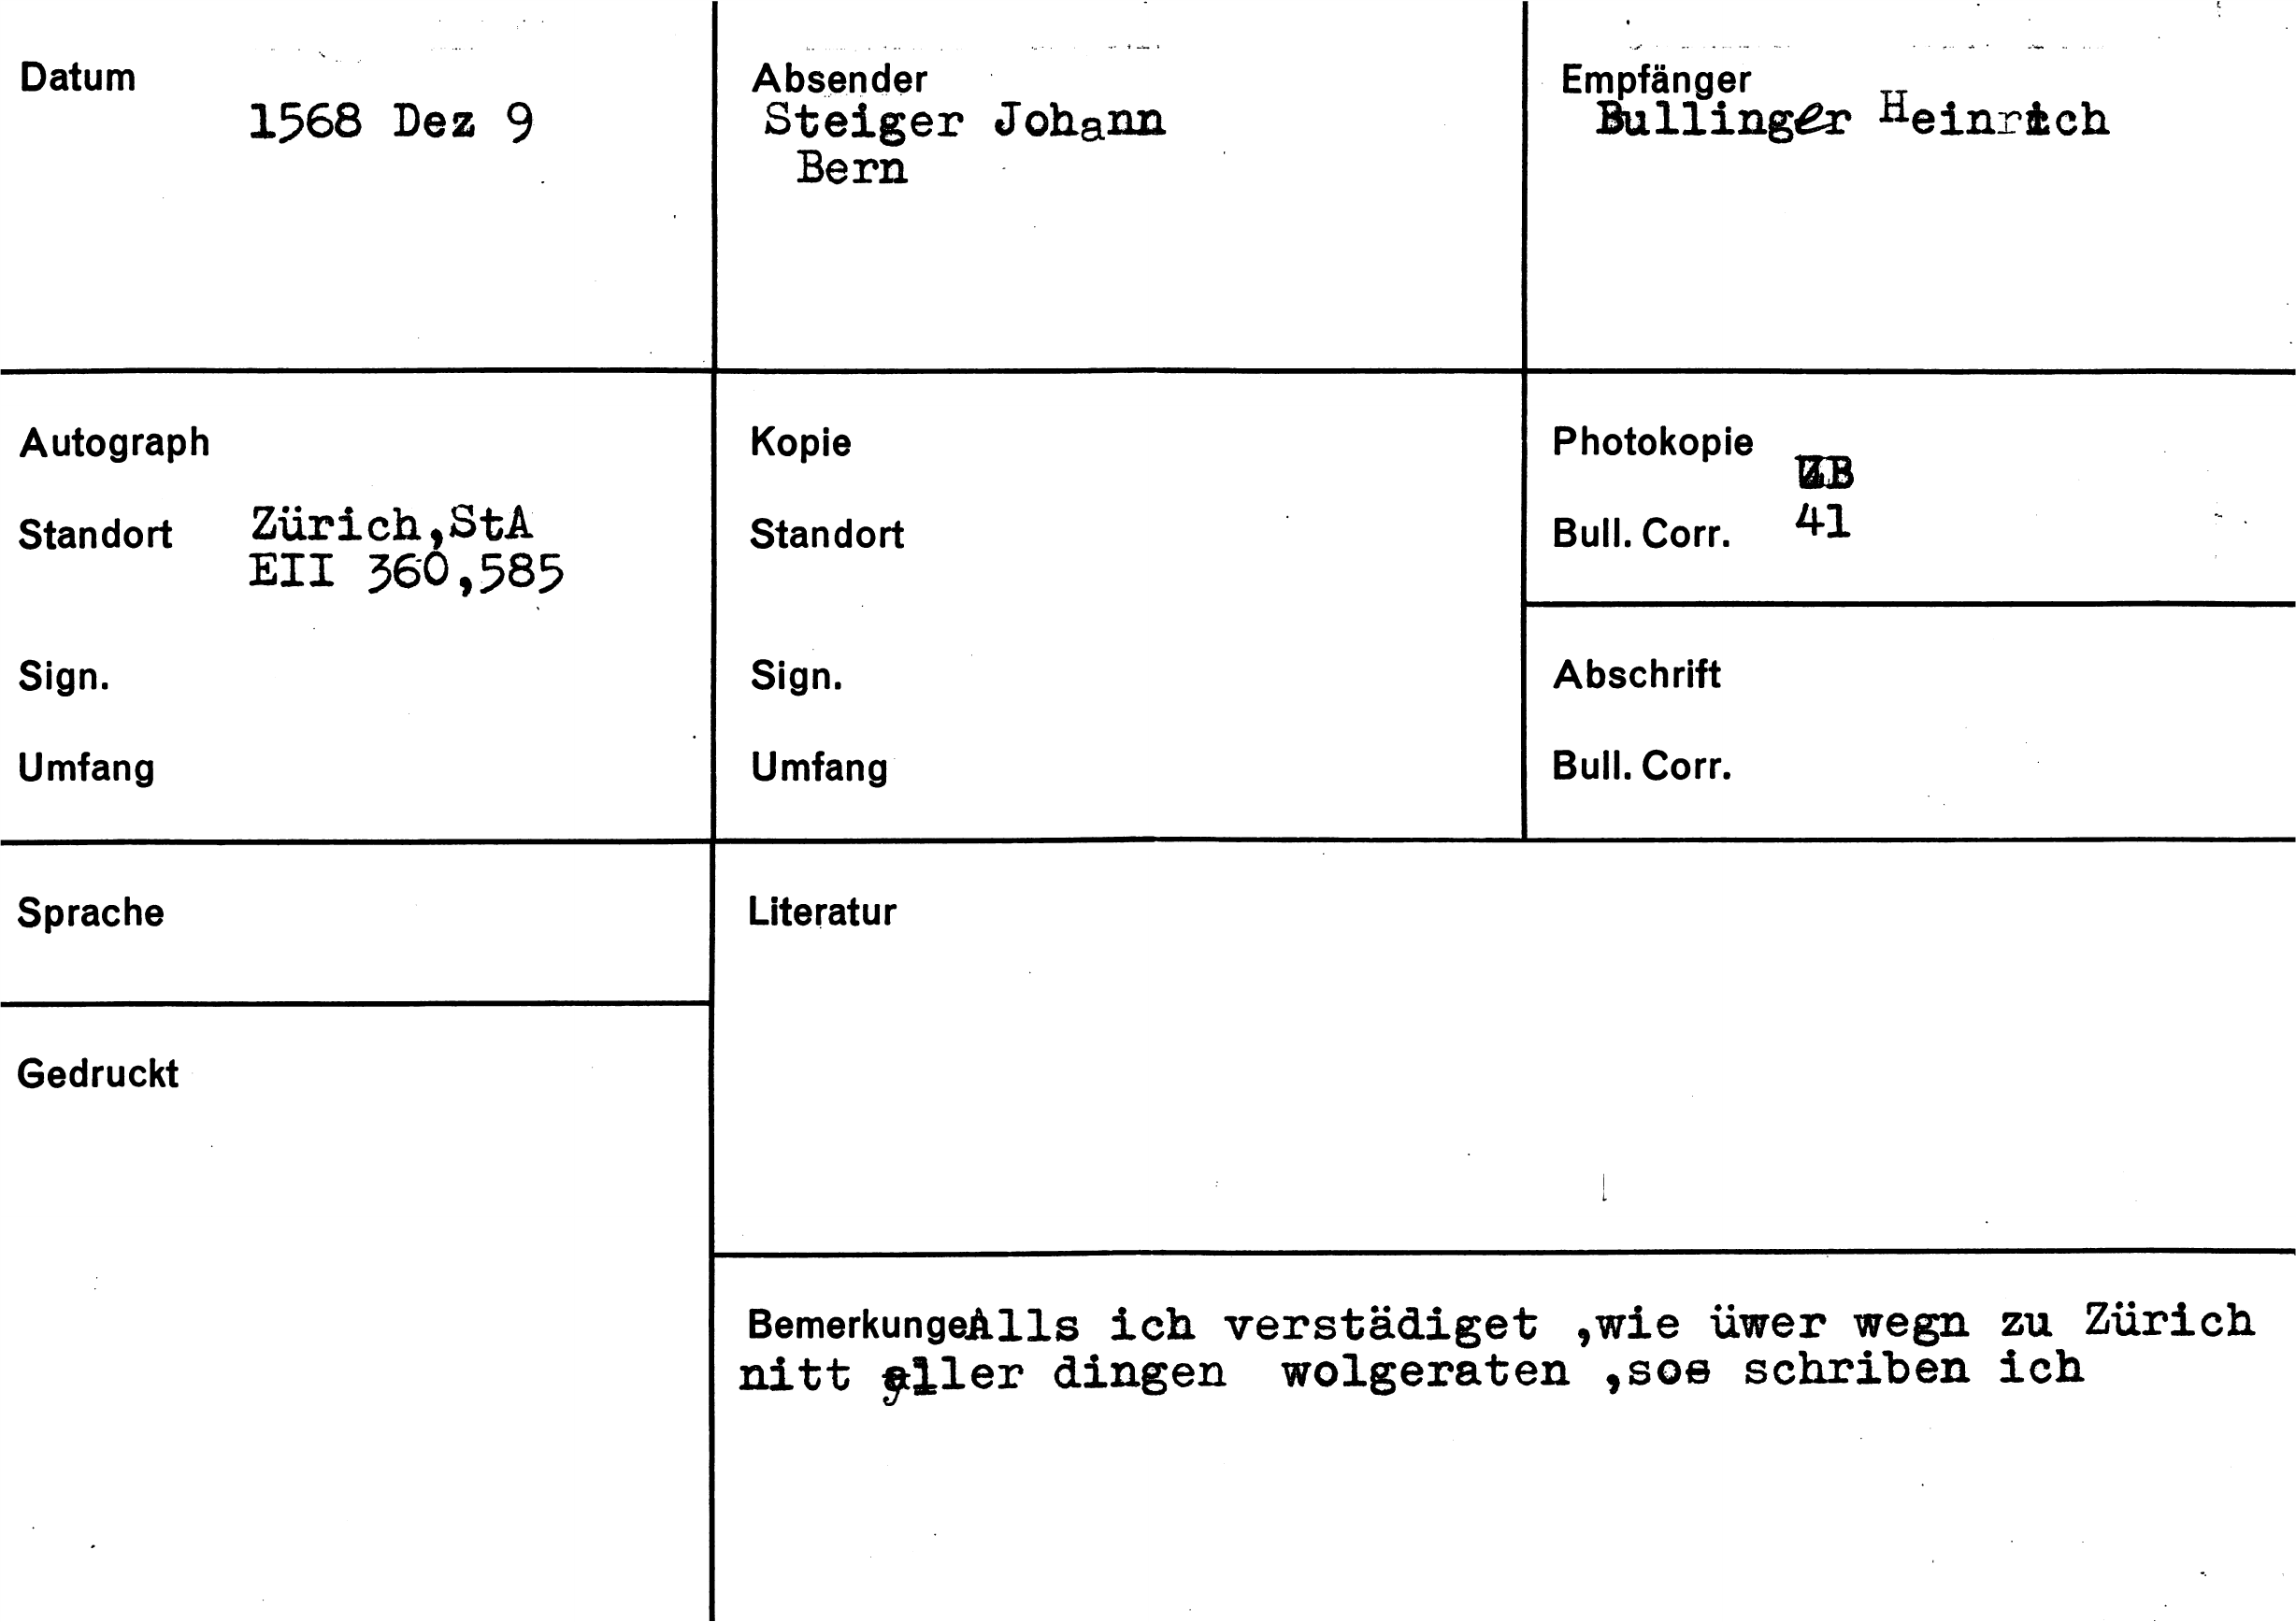 Datum
1568 Dez 9
Absender
Steiger Johann
Bern
Empfänger
Bullinger Heinrich
Autograph
Standort Zürich,StA
EII 360,585
Sign.
Umfang
Kopie
Standort
Sign.
Umfang
Photokopie ZB
Bull. Corr. 41
Abschrift
Bull. Corr.
Sprache
Gedruckt
Literatur
Bemerkungen Alls ich verstädiget ,wie üwer wegn zu Zürich
nitt aller dingen wolgeraten ,so schriben ich